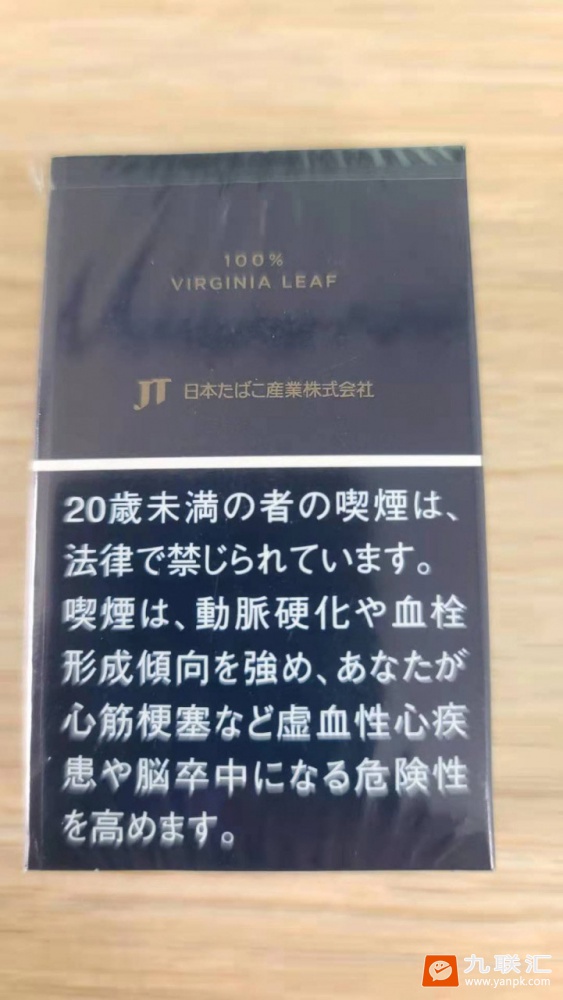 100%
VIRGINIA LEAF
JT 日本たばこ産業株式会社
20歳未満の者の喫煙は、
法律で禁じられています。
喫煙は、動脈硬化や血栓
形成傾向を強め、あなたが
心筋梗塞など虚血性心疾
患や脳卒中になる危険性
を高めます。
九联汇
www.yanpk.com